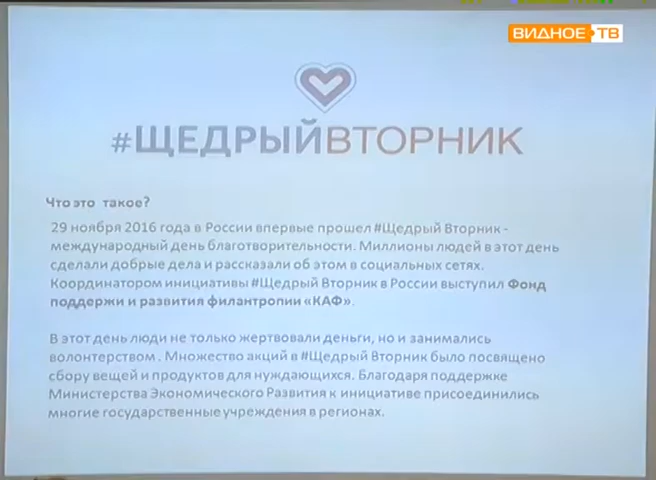 ВИДНОЕ ТВ
#ЩЕДРЫЙВТОРНИК
Что это такое?
29 ноября 2016 года в России впервые прошел #Щедрый Вторник -
международный день благотворительности. Миллионы людей в этот день
сделали добрые дела и рассказали об этом в социальных сетях.
Координатором инициативы #Щедрый Вторник в России выступил Фонд
поддержки и развития филантропии «КАФ».
В этот день люди не только жертвовали деньги, но и занимались
волонтерством . Множество акций в #Щедрый Вторник было посвящено
сбору вещей и продуктов для нуждающихся. Благодаря поддержке
Министерства Экономического Развития к инициативе присоединились
многие государственные учреждения в регионах.